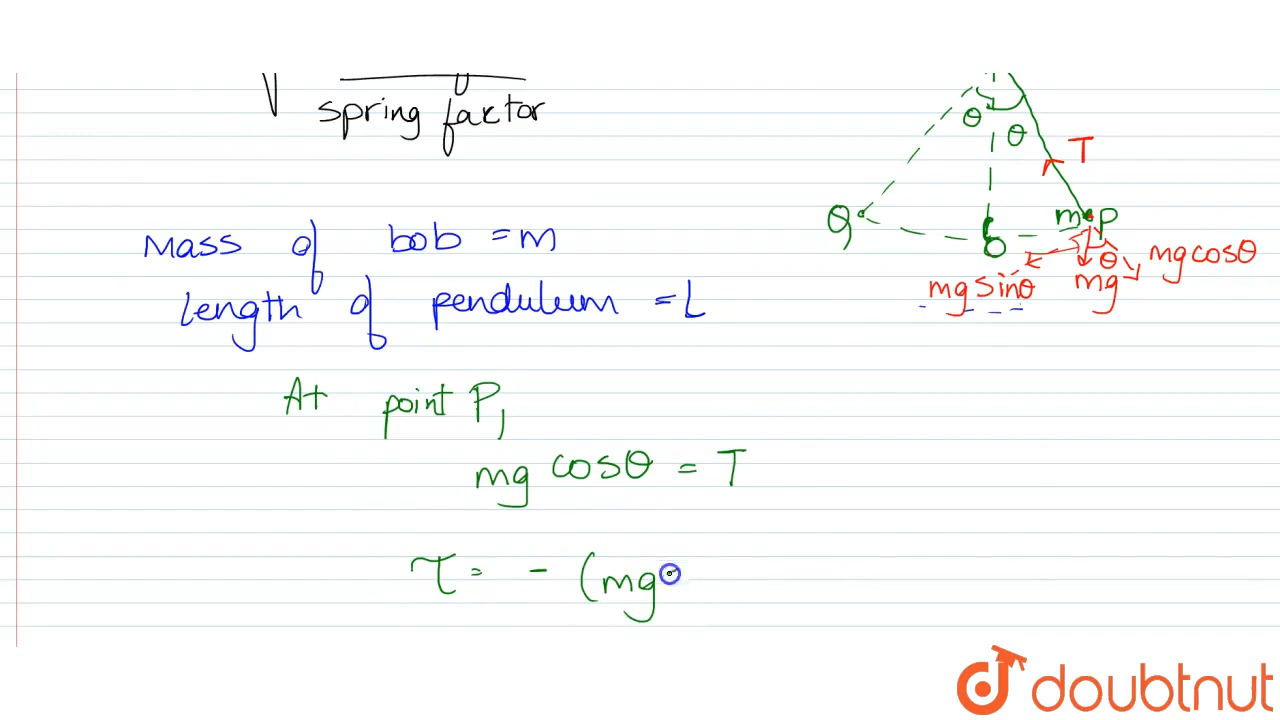 spring factor
θ
θ
T
Q
m P
O
θ
mg cosθ
mg sinθ
mg
Mass of bob = m
Length of pendulum = L
At point P,
mg cosθ = T
τ = - (mg
doubtnut